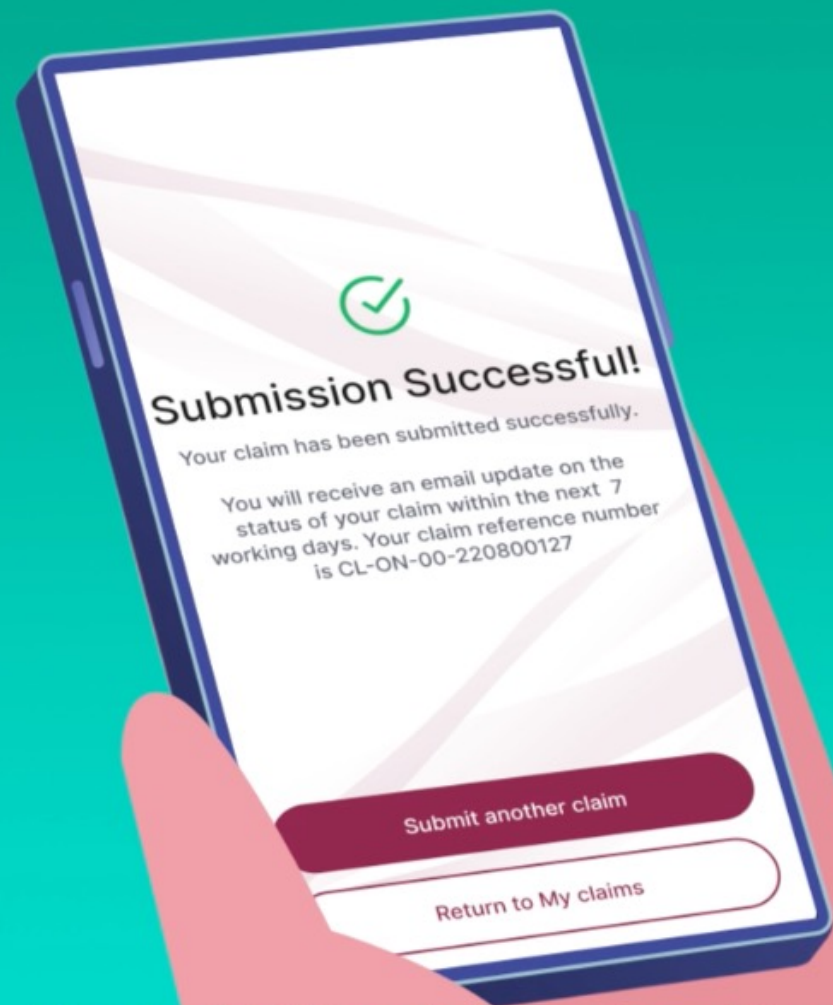 Submission Successful!
Your claim has been submitted successfully.
You will receive an email update on the
status of your claim within the next 7
working days. Your claim reference number
is CL-ON-00-220800127
Submit another claim
Return to My claims